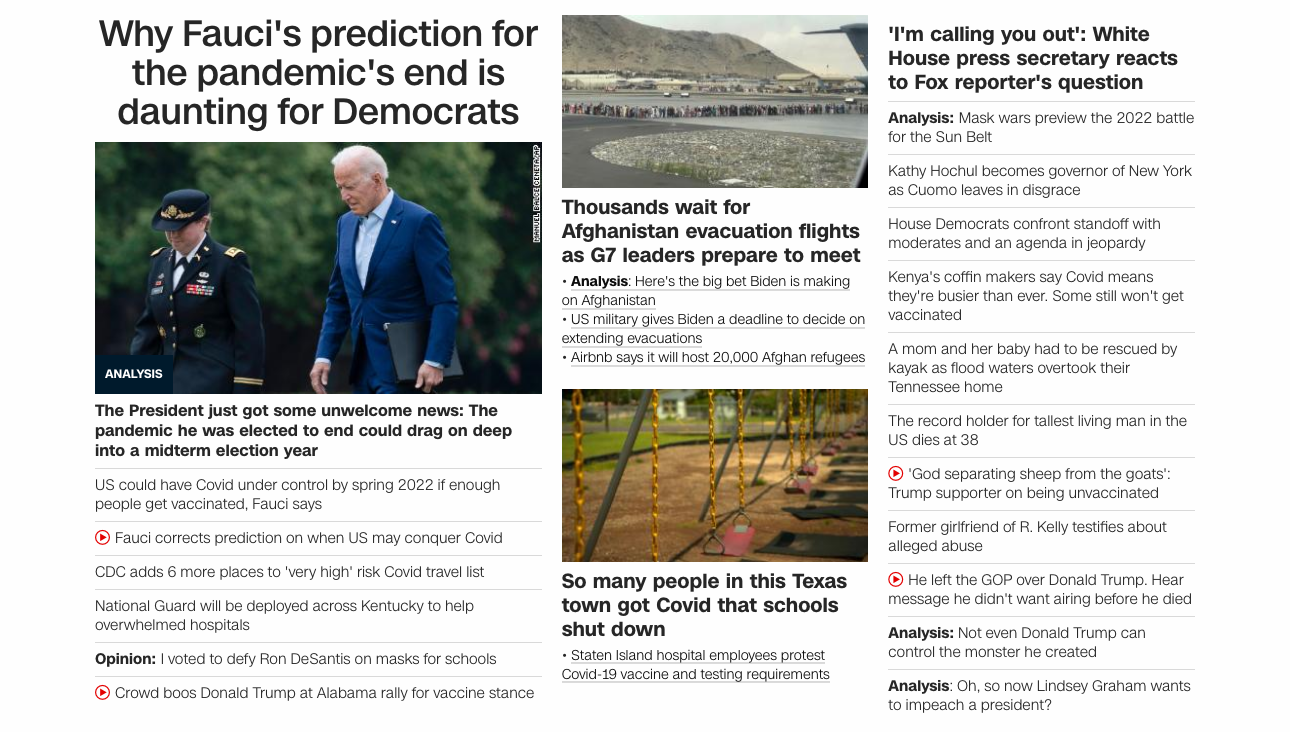 Why Fauci's prediction for
the pandemic's end is
daunting for Democrats
MANUEL BALCE CENETA/AP
ANALYSIS
The President just got some unwelcome news: The
pandemic he was elected to end could drag on deep
into a midterm election year
US could have Covid under control by spring 2022 if enough
people get vaccinated, Fauci says
Fauci corrects prediction on when US may conquer Covid
CDC adds 6 more places to 'very high' risk Covid travel list
National Guard will be deployed across Kentucky to help
overwhelmed hospitals
Opinion: I voted to defy Ron DeSantis on masks for schools
Crowd boos Donald Trump at Alabama rally for vaccine stance
Thousands wait for
Afghanistan evacuation flights
as G7 leaders prepare to meet
• Analysis: Here's the big bet Biden is making
on Afghanistan
• US military gives Biden a deadline to decide on
extending evacuations
• Airbnb says it will host 20,000 Afghan refugees
So many people in this Texas
town got Covid that schools
shut down
• Staten Island hospital employees protest
Covid-19 vaccine and testing requirements
'I'm calling you out': White
House press secretary reacts
to Fox reporter's question
Analysis: Mask wars preview the 2022 battle
for the Sun Belt
Kathy Hochul becomes governor of New York
as Cuomo leaves in disgrace
House Democrats confront standoff with
moderates and an agenda in jeopardy
Kenya's coffin makers say Covid means
they're busier than ever. Some still won't get
vaccinated
A mom and her baby had to be rescued by
kayak as flood waters overtook their
Tennessee home
The record holder for tallest living man in the
US dies at 38
'God separating sheep from the goats':
Trump supporter on being unvaccinated
Former girlfriend of R. Kelly testifies about
alleged abuse
He left the GOP over Donald Trump. Hear
message he didn't want airing before he died
Analysis: Not even Donald Trump can
control the monster he created
Analysis: Oh, so now Lindsey Graham wants
to impeach a president?